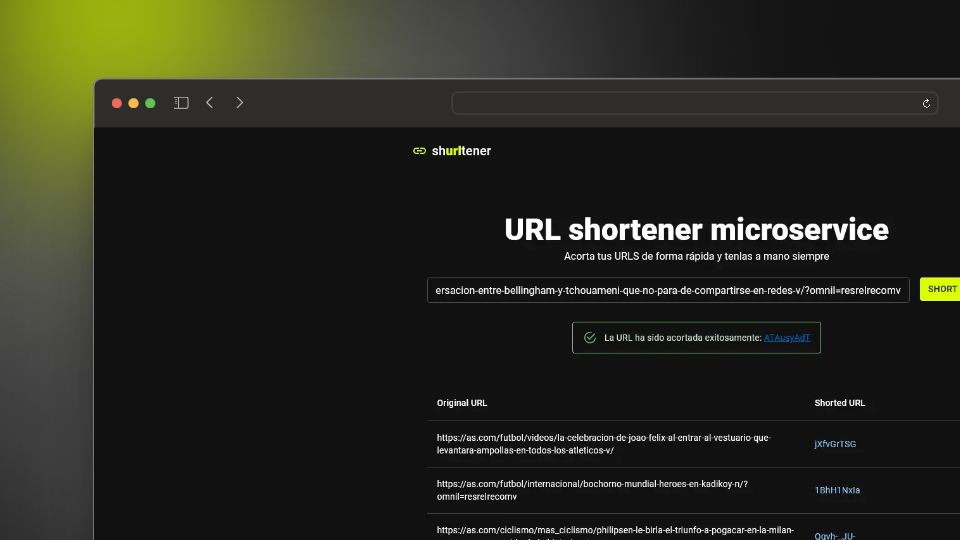 shurltener
URL shortener microservice
Acorta tus URLS de forma rápida y tenlas a mano siempre
ersacion-entre-bellingham-y-tchouameni-que-no-para-de-compartirse-en-redes-v/?omnil=resrelrecomv
SHORT
La URL ha sido acortada exitosamente: ATAusyAdT
Original URL
Shorted URL
https://as.com/futbol/videos/la-celebracion-de-joao-felix-al-entrar-al-vestuario-que-
levantara-ampollas-en-todos-los-atleticos-v/
jXfvGrTSG
https://as.com/futbol/internacional/bochorno-mundial-heroes-en-kadikoy-n/?
omnil=resrelrecomv
1BhH1NxIa
https://as.com/ciclismo/mas_ciclismo/philipsen-le-birla-el-triunfo-a-pogacar-en-la-milan-